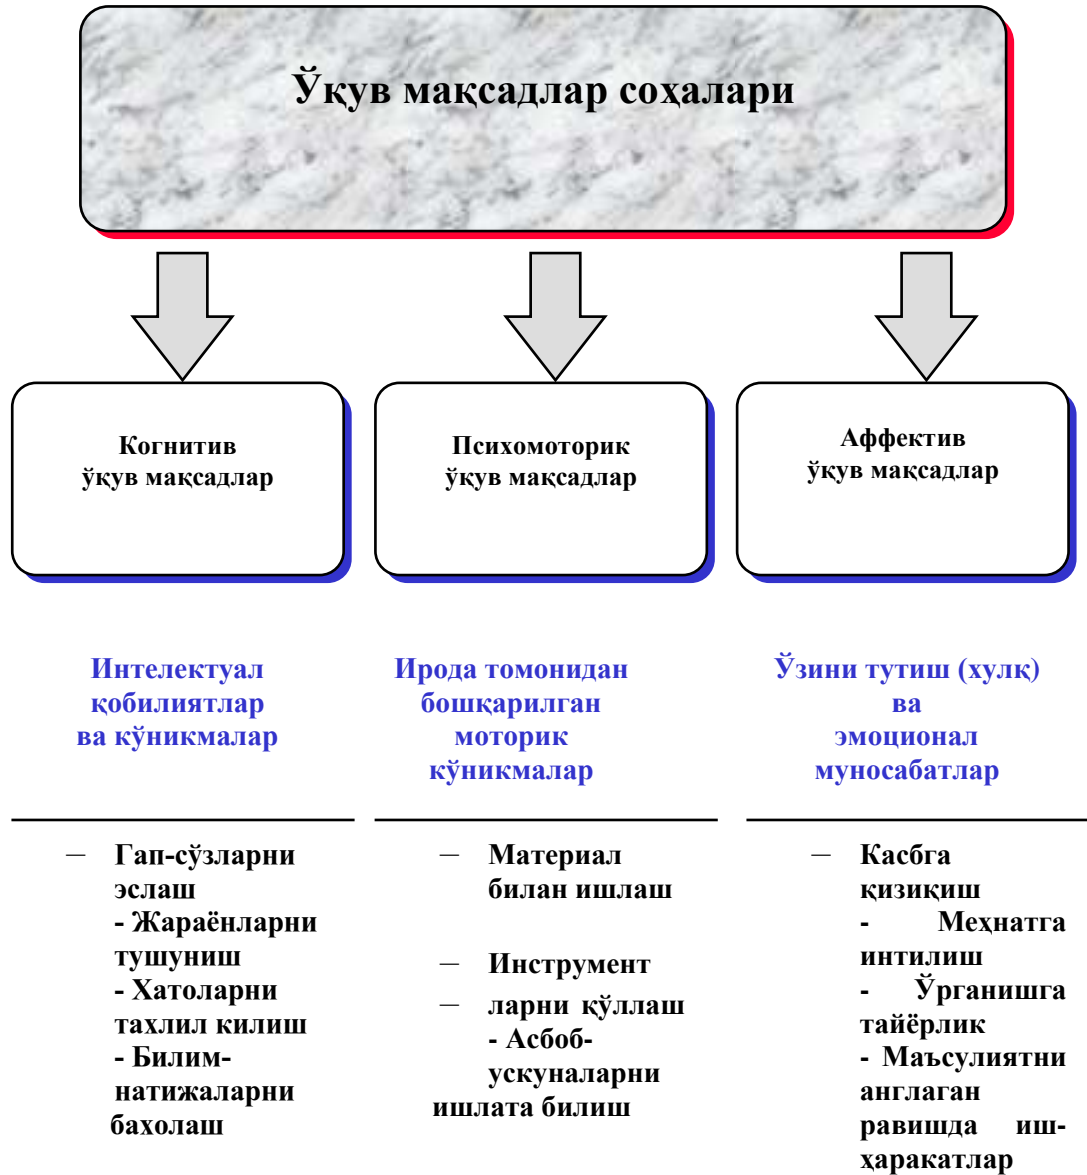 Ўқув мақсадлар соҳалари
Когнитив
ўқув мақсадлар
Психомоторик
ўқув мақсадлар
Аффектив
ўқув мақсадлар
Интелектуал
қобилиятлар
ва кўникмалар
Ирода томонидан
бошқарилган
моторик
кўникмалар
Ўзини тутиш (хулқ)
ва
эмоционал
муносабатлар
— Гап-сўзларни
эслаш
- Жараёнларни
тушуниш
- Хатоларни
тахлил килиш
- Билим-
натижаларни
бахолаш
— Материал
билан ишлаш
— Инструмент
— ларни қўллаш
- Асбоб-
ускуналарни
ишлата билиш
— Касбга
қизиқиш
- Меҳнатга
интилиш
- Ўрганишга
тайёрлик
- Маъсулиятни
англаган
равишда иш-
ҳаракатлар